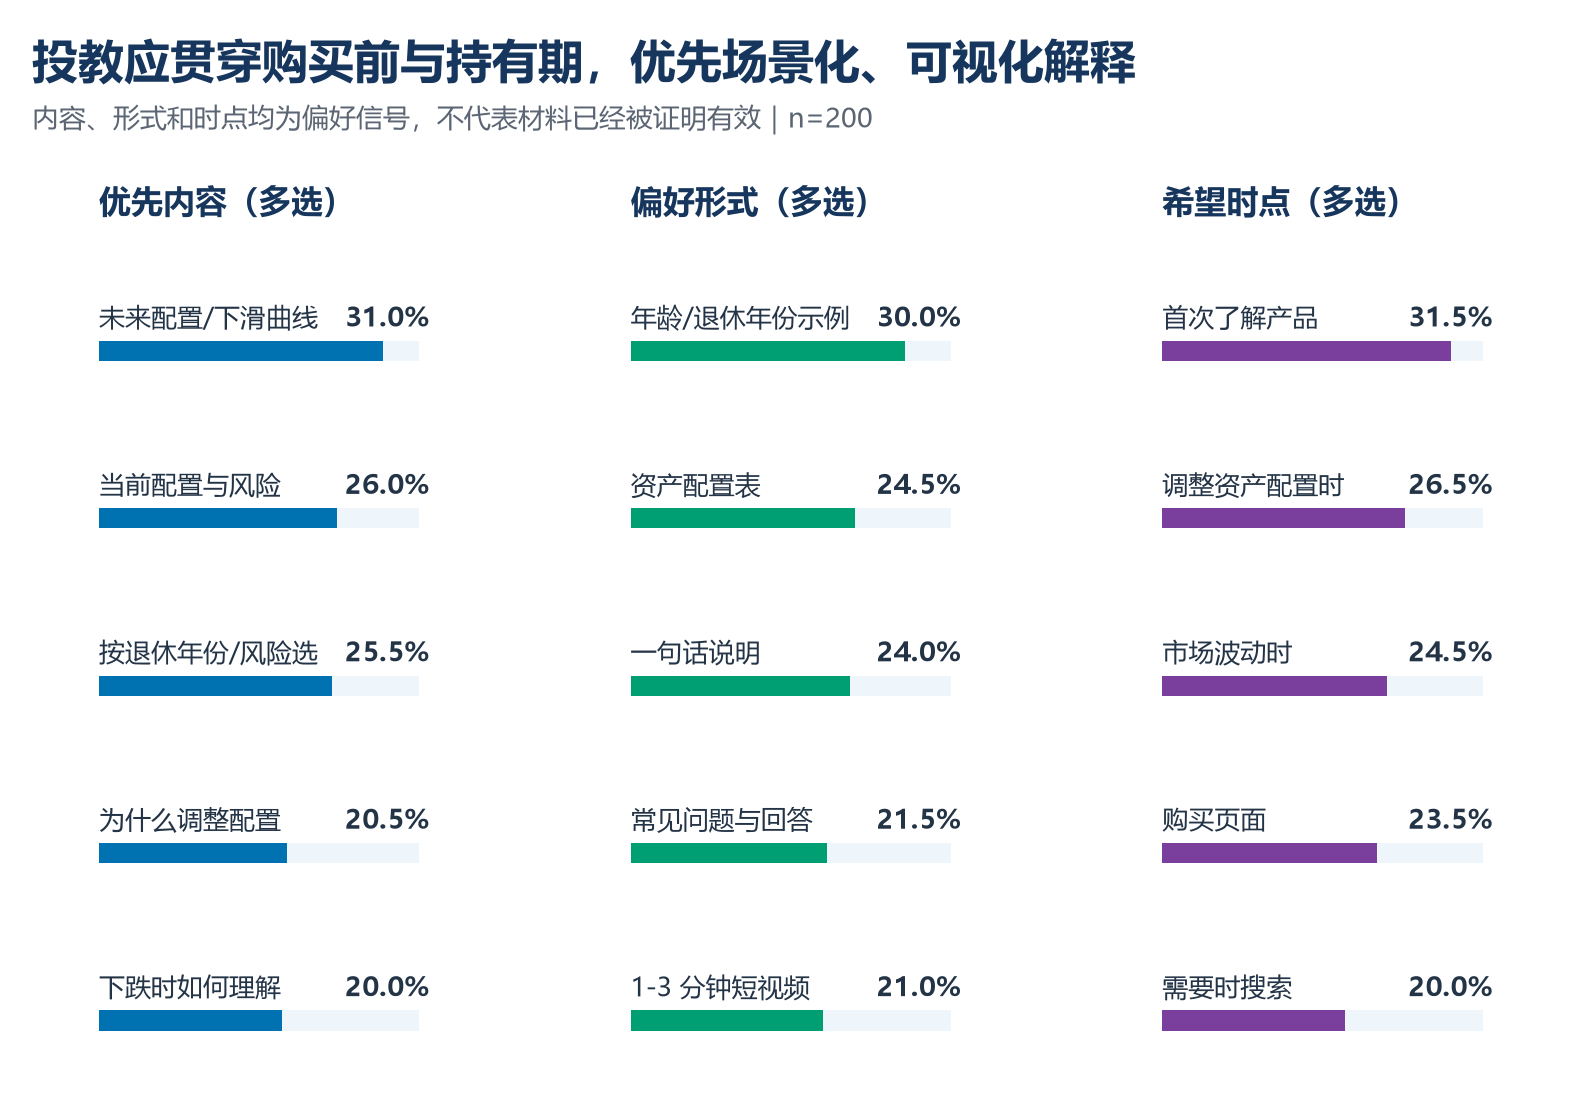 投教应贯穿购买前与持有期，优先场景化、可视化解释
内容、形式和时点均为偏好信号，不代表材料已经被证明有效 | n=200
优先内容（多选）
未来配置/下滑曲线 31.0%
当前配置与风险 26.0%
按退休年份/风险选 25.5%
为什么调整配置 20.5%
下跌时如何理解 20.0%
偏好形式（多选）
年龄/退休年份示例 30.0%
资产配置表 24.5%
一句话说明 24.0%
常见问题与回答 21.5%
1-3 分钟短视频 21.0%
希望时点（多选）
首次了解产品 31.5%
调整资产配置时 26.5%
市场波动时 24.5%
购买页面 23.5%
需要时搜索 20.0%